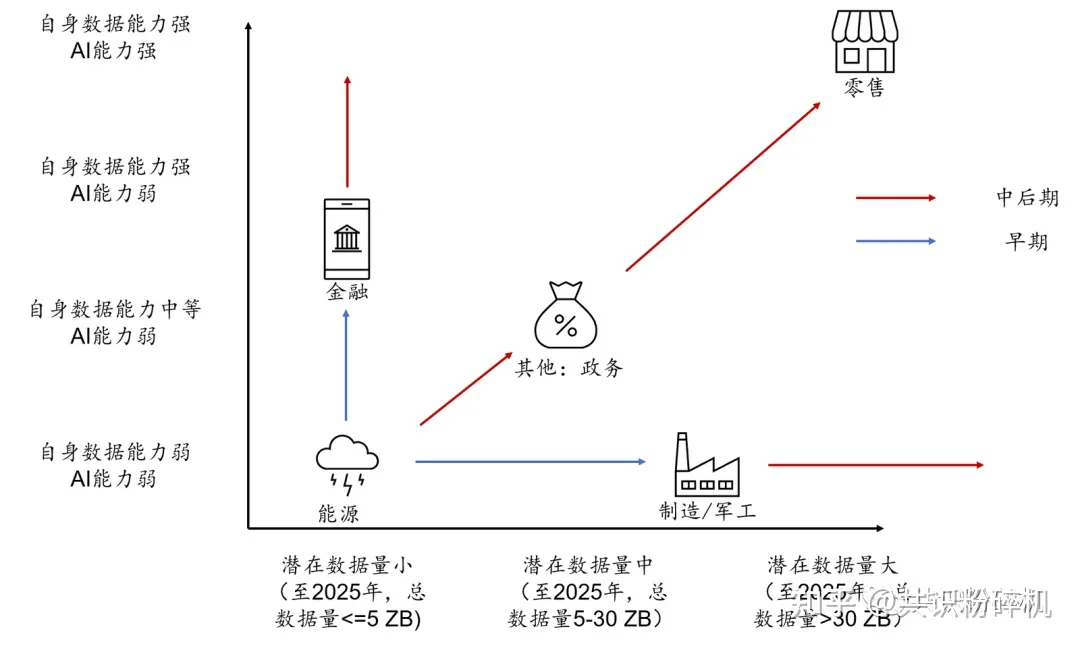 自身数据能力强
AI能力强
零售
自身数据能力强
AI能力弱
中后期
早期
金融
自身数据能力中等
AI能力弱
%
其他：政务
自身数据能力弱
AI能力弱
能源
制造/军工
潜在数据量小
（至2025年，总
数据量<=5 ZB)
潜在数据量中
（至2025年，总
数据量5-30 ZB）
潜在数据量大
（至2025年，总
数据量>30 ZB）
知乎 @共识粉碎机